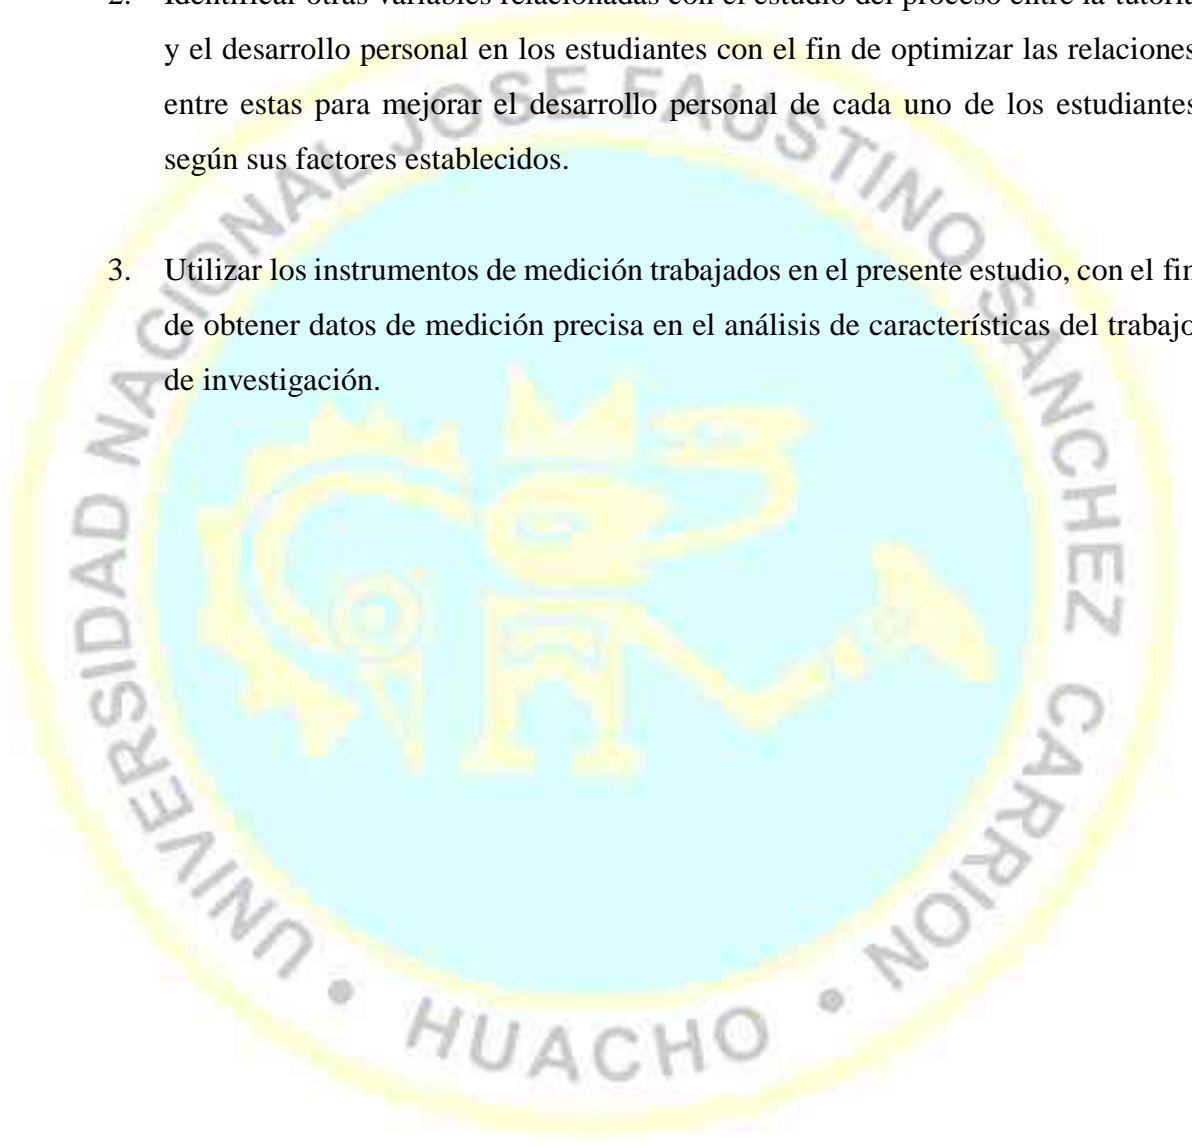 y el desarrollo personal en los estudiantes con el fin de optimizar las relaciones
entre estas para mejorar el desarrollo personal de cada uno de los estudiantes
según sus factores establecidos.
3. Utilizar los instrumentos de medición trabajados en el presente estudio, con el fin
de obtener datos de medición precisa en el análisis de características del trabajo
de investigación.
UNIVERSIDAD NACIONAL JOSE FAUSTINO SANCHEZ CARRION
• HUACHO •